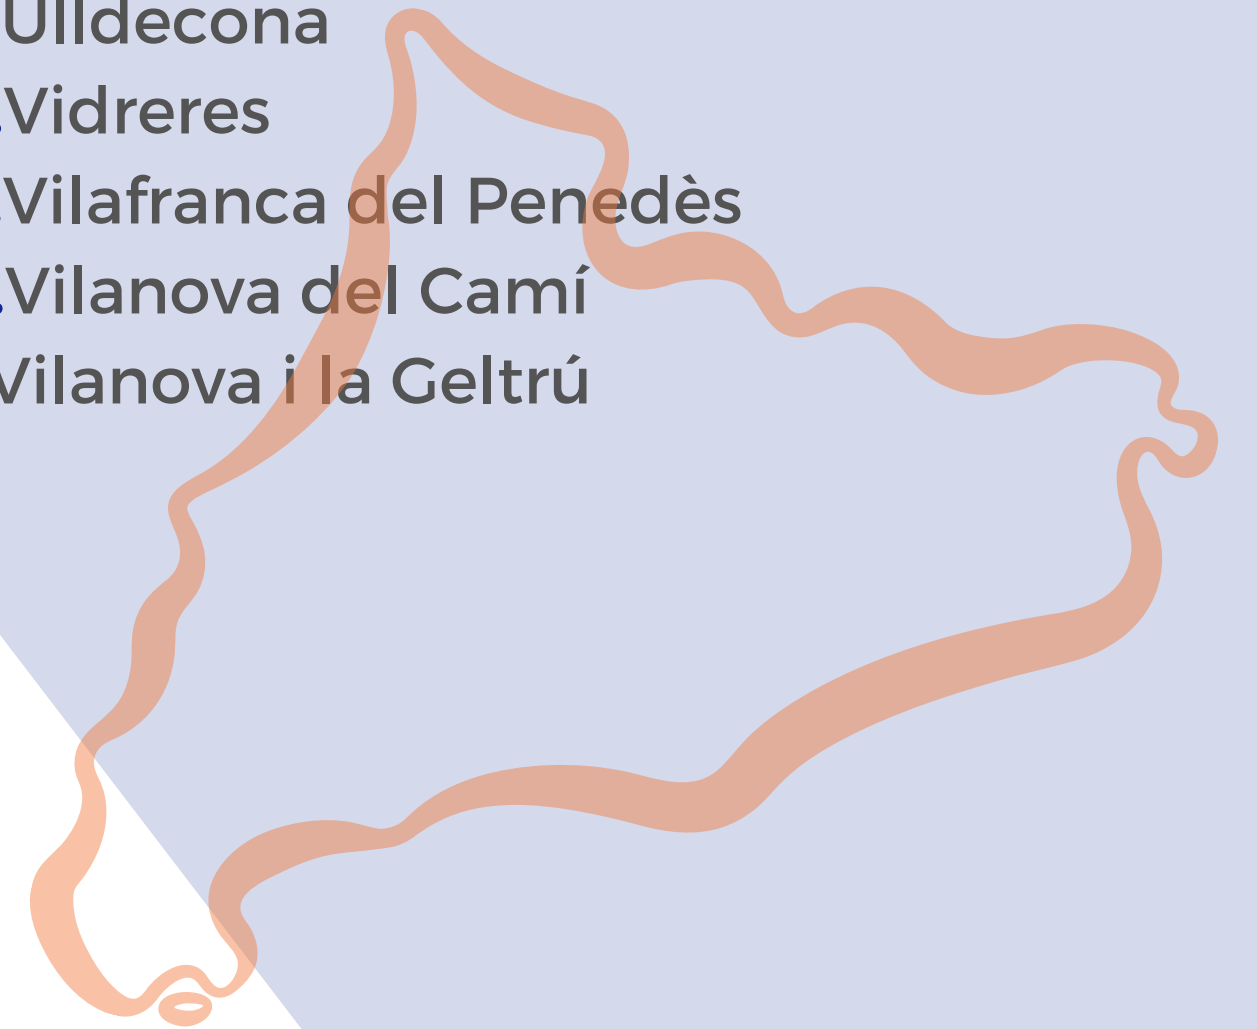 Ulldecona
.Vidreres
.Vilafranca del Penedès
.Vilanova del Camí
Vilanova i la Geltrú